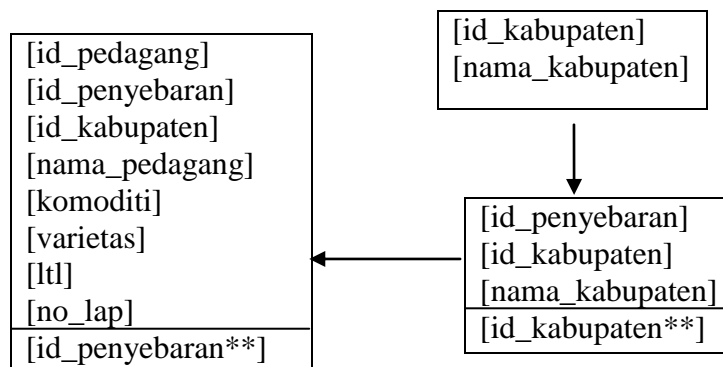 [id_pedagang]
[id_penyebaran]
[id_kabupaten]
[nama_pedagang]
[komoditi]
[varietas]
[ltl]
[no_lap]
[id_penyebaran**]
[id_kabupaten]
[nama_kabupaten]
[id_penyebaran]
[id_kabupaten]
[nama_kabupaten]
[id_kabupaten**]